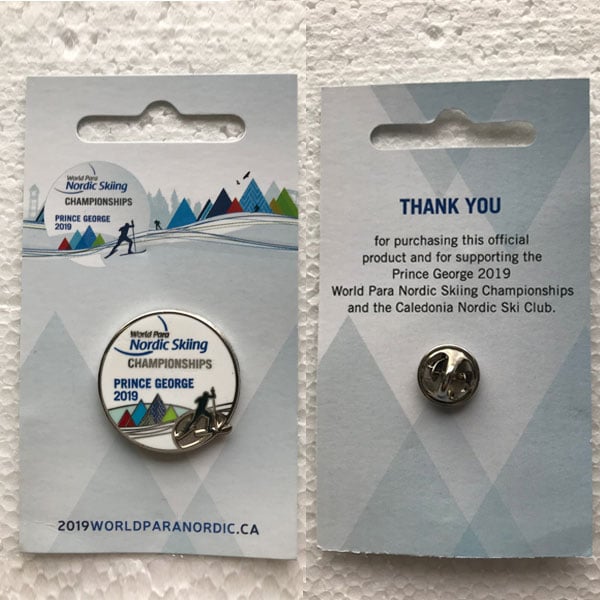 World Para
Nordic Skiing
CHAMPIONSHIPS
PRINCE GEORGE
2019
World Para
Nordic Skiing
CHAMPIONSHIPS
PRINCE GEORGE
2019
2019WORLDPARANORDIC.CA
THANK YOU
for purchasing this official
product and for supporting the
Prince George 2019
World Para Nordic Skiing Championships
and the Caledonia Nordic Ski Club.